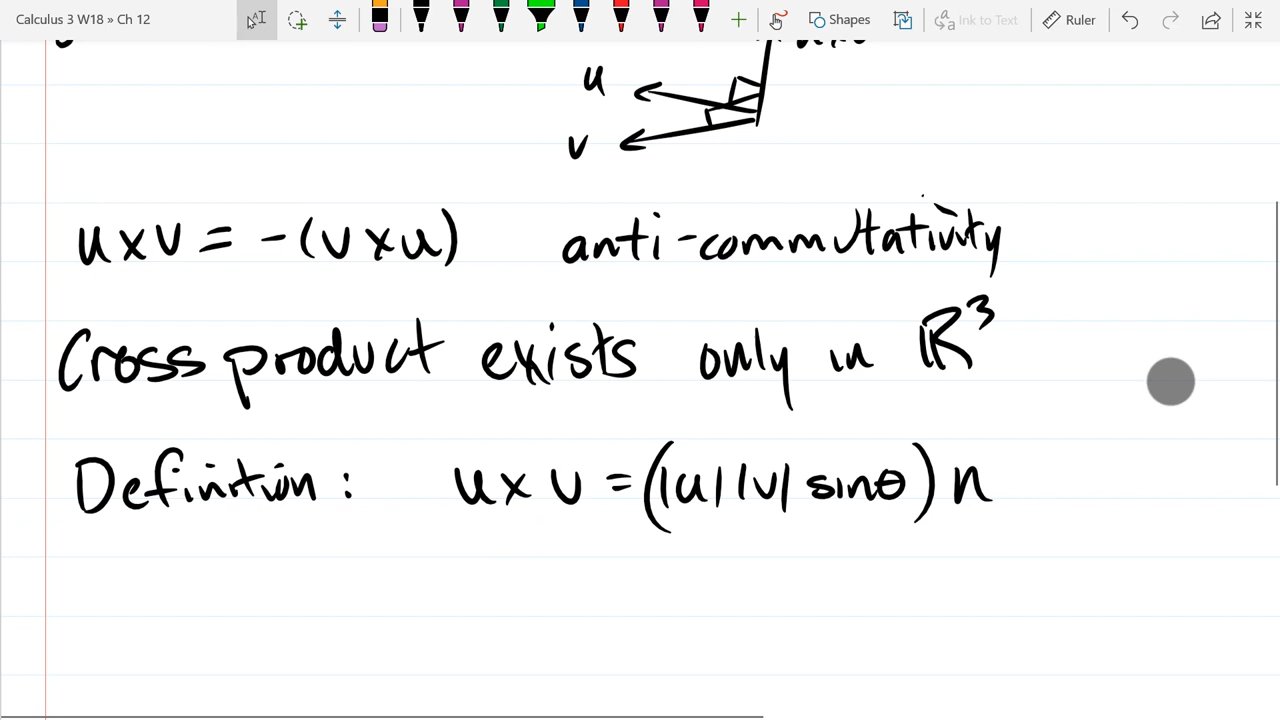 Calculus 3 W18 » Ch 12
Shapes
Ink to Text
Ruler
u
v
u x v = -(v x u) anti-commutativity
Cross product exists only in ℝ³
Definition: u x v = (|u| |v| sinθ) n